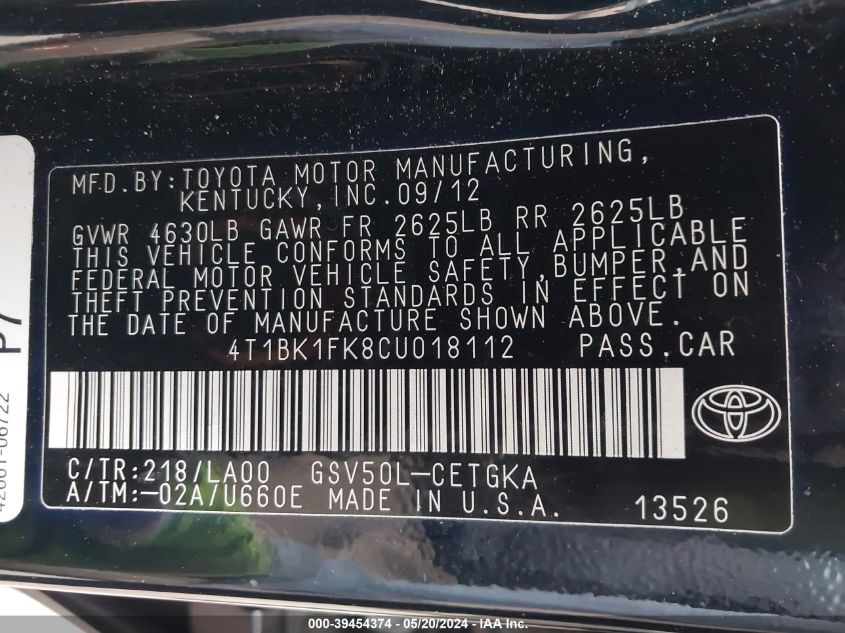 MFD.BY:TOYOTA MOTOR MANUFACTURING,
KENTUCKY,INC.09/12
GVWR 4630LB GAWR FR 2625LB RR 2625LB
THIS VEHICLE CONFORMS TO ALL APPLICABLE
FEDERAL MOTOR VEHICLE SAFETY,BUMPER,AND
THEFT PREVENTION STANDARDS IN EFFECT ON
THE DATE OF MANUFACTURE SHOWN ABOVE.
4T1BK1FK8CU018112 PASS.CAR
C/TR:218/LA00 GSV50L-CETGKA
A/TM:-02A/U660E MADE IN U.S.A.
13526
P7
42661-06722
000-39454374 - 05/20/2024 - IAA Inc.